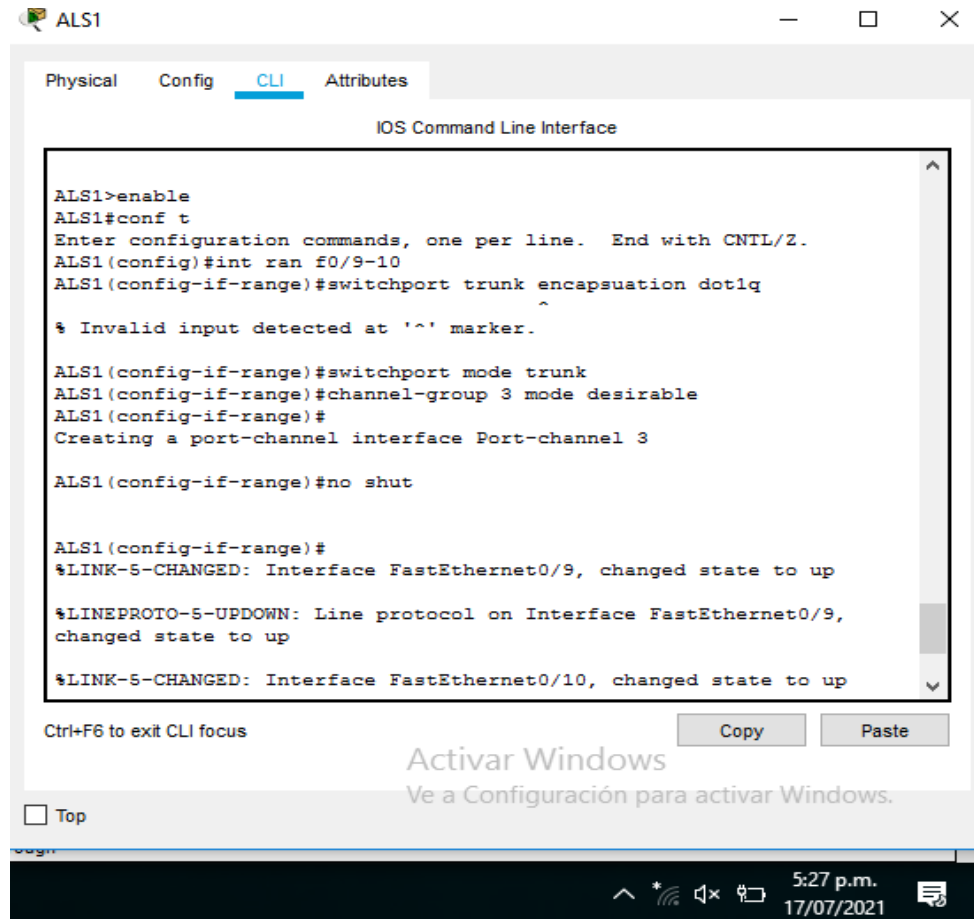 ALS1
Physical Config CLI Attributes
IOS Command Line Interface
ALS1>enable
ALS1#conf t
Enter configuration commands, one per line. End with CNTL/Z.
ALS1(config)#int ran f0/9-10
ALS1(config-if-range)#switchport trunk encapsuation dot1q
^
% Invalid input detected at '^' marker.
ALS1(config-if-range)#switchport mode trunk
ALS1(config-if-range)#channel-group 3 mode desirable
ALS1(config-if-range)#
Creating a port-channel interface Port-channel 3
ALS1(config-if-range)#no shut
ALS1(config-if-range)#
%LINK-5-CHANGED: Interface FastEthernet0/9, changed state to up
%LINEPROTO-5-UPDOWN: Line protocol on Interface FastEthernet0/9,
changed state to up
%LINK-5-CHANGED: Interface FastEthernet0/10, changed state to up
Ctrl+F6 to exit CLI focus
Copy Paste
Activar Windows
Ve a Configuración para activar Windows.
Top
5:27 p.m.
17/07/2021